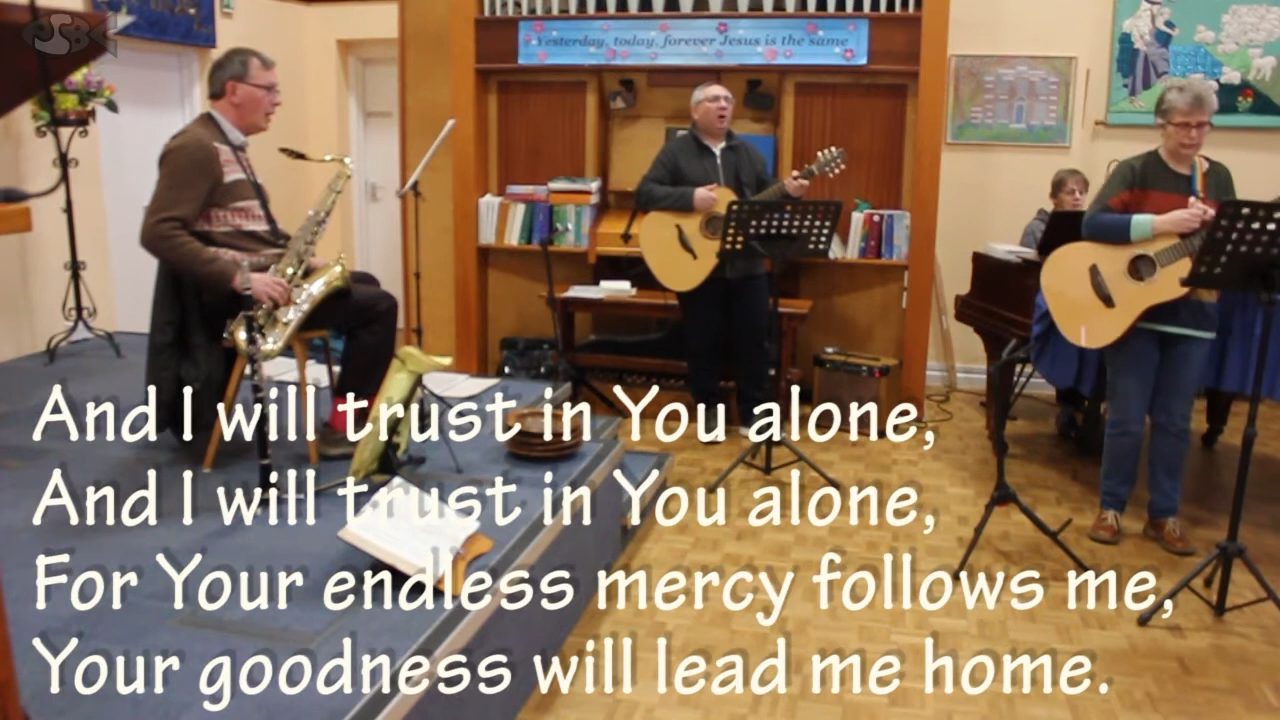 PSBC
Yesterday, today, forever Jesus is the same
And I will trust in You alone,
And I will trust in You alone,
For Your endless mercy follows me,
Your goodness will lead me home.